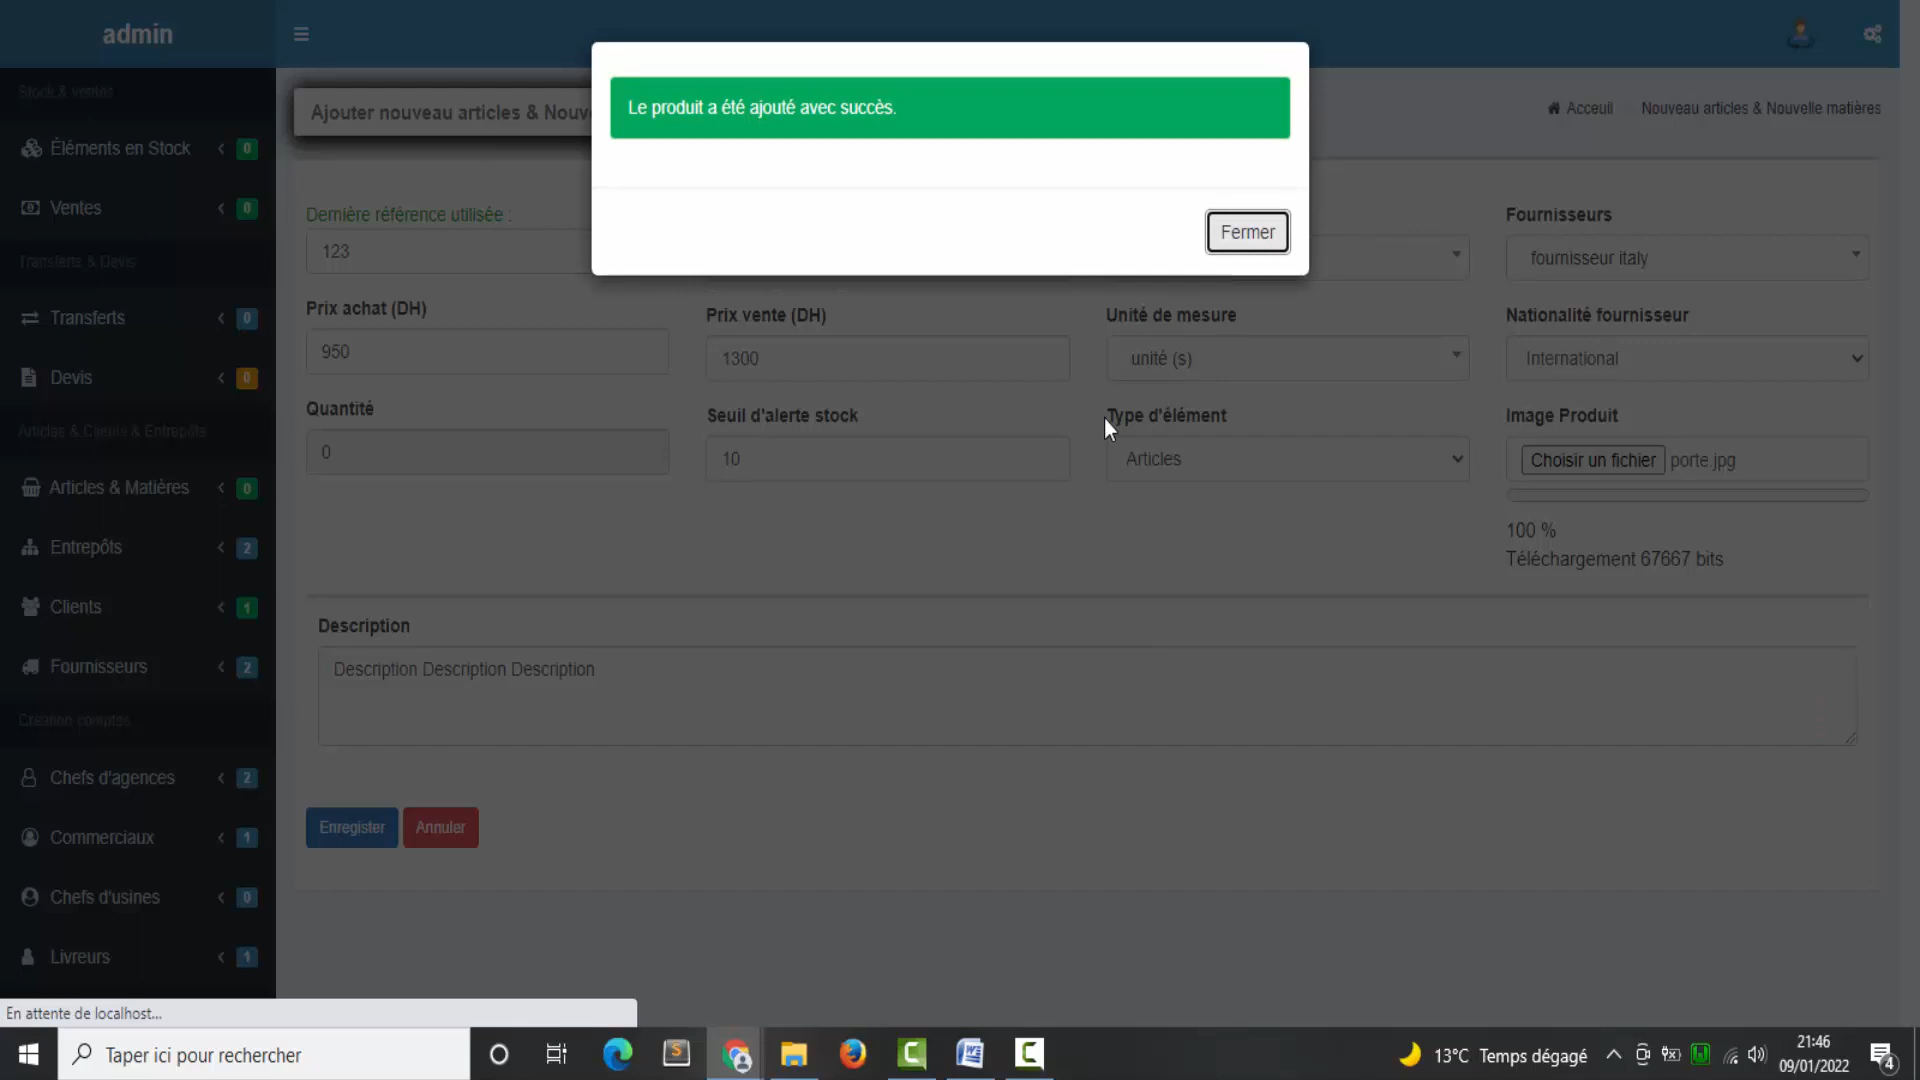 admin
Stock & ventes
Éléments en Stock 0
Ventes 0
Transferts & Devis
Transferts 0
Devis 0
Articles & Clients & Entrepôts
Articles & Matières 0
Entrepôts 2
Clients 1
Fournisseurs 2
Création comptes
Chefs d'agences 2
Commerciaux 1
Chefs d'usines 0
Livreurs 1
Le produit a été ajouté avec succès.
Fermer
Ajouter nouveau articles & Nouv
Acceuil
Nouveau articles & Nouvelle matières
Dernière référence utilisée :
123
Fournisseurs
fournisseur italy
Prix achat (DH)
950
Prix vente (DH)
1300
Unité de mesure
unité (s)
Nationalité fournisseur
International
Quantité
0
Seuil d'alerte stock
10
Type d'élément
Articles
Image Produit
Choisir un fichier porte.jpg
100 %
Téléchargement 67667 bits
Description
Description Description Description
Enregister
Annuler
En attente de localhost...
Taper ici pour rechercher
13°C Temps dégagé
21:46
09/01/2022
4